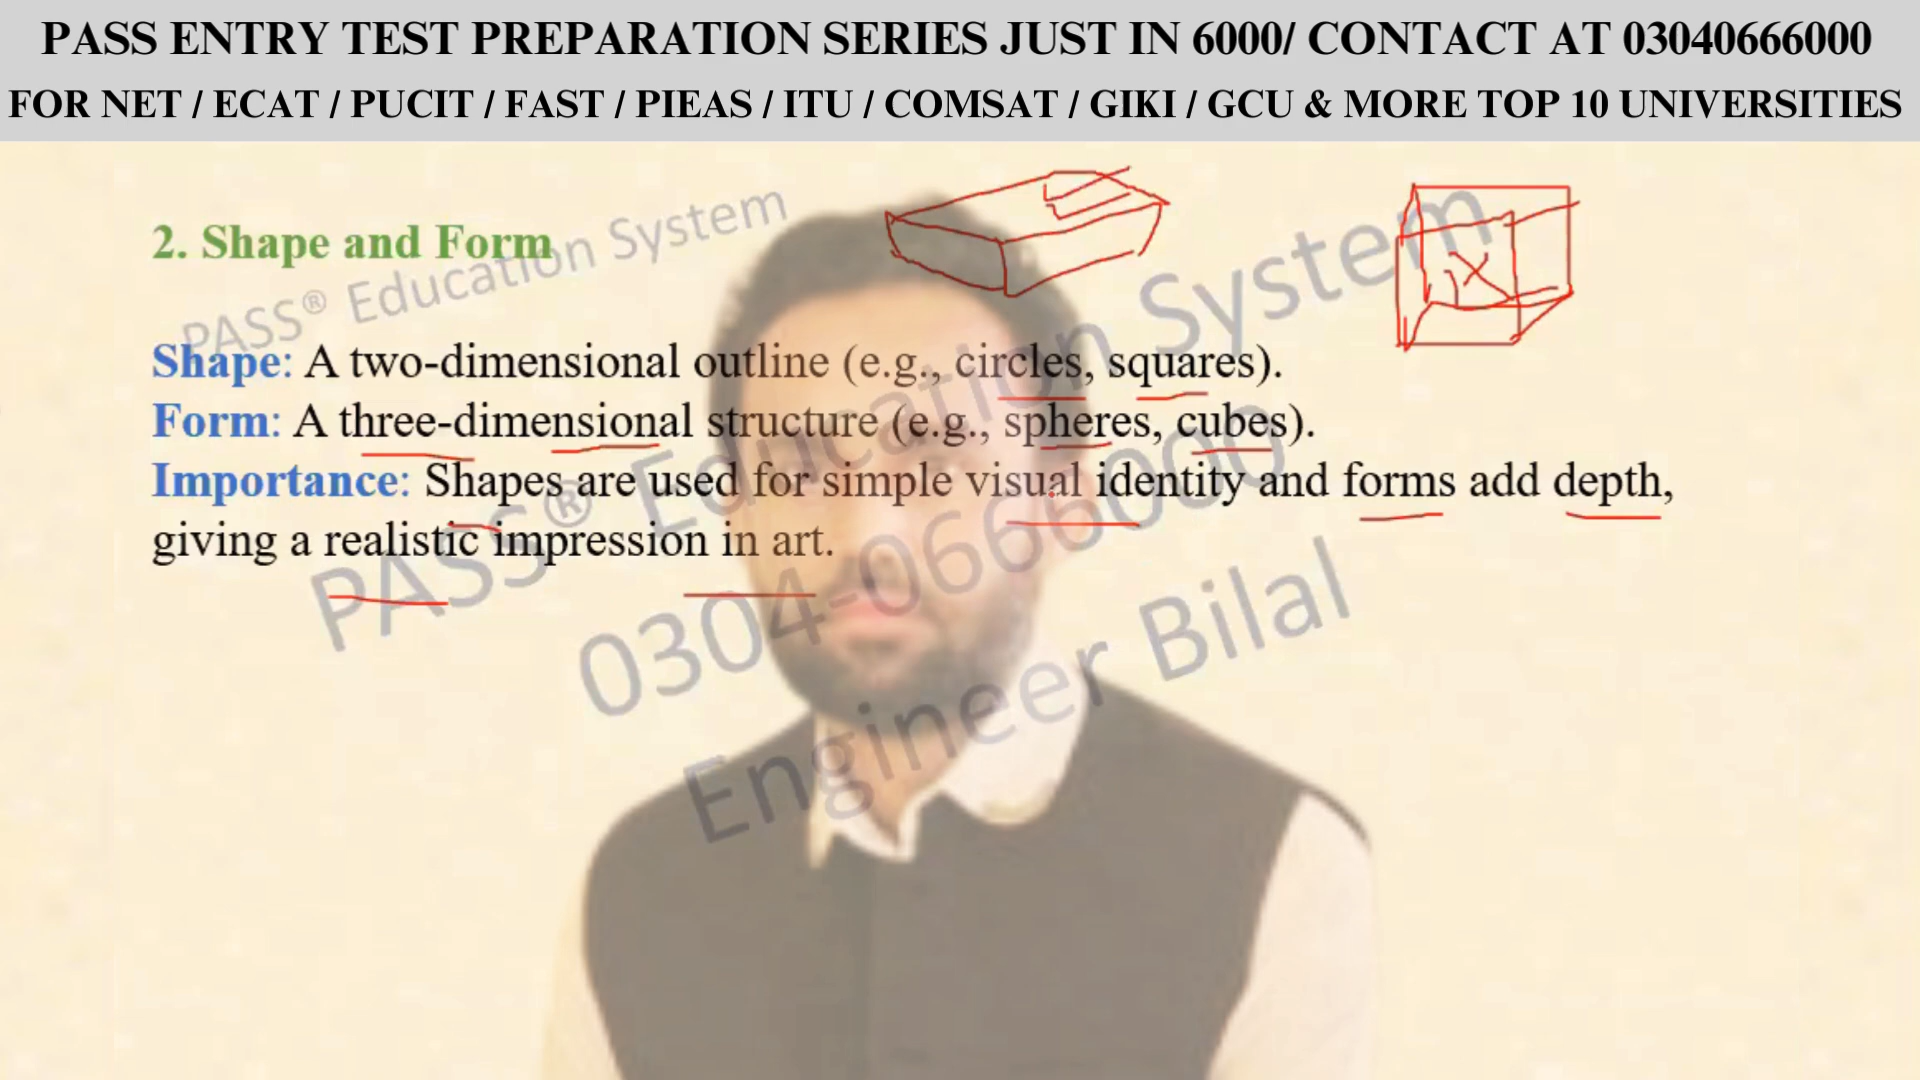 PASS ENTRY TEST PREPARATION SERIES JUST IN 6000/ CONTACT AT 03040666000
FOR NET / ECAT / PUCIT / FAST / PIEAS / ITU / COMSAT / GIKI / GCU & MORE TOP 10 UNIVERSITIES
2. Shape and Form
PASS® Education System
Shape: A two-dimensional outline (e.g., circles, squares).
Form: A three-dimensional structure (e.g., spheres, cubes).
Importance: Shapes are used for simple visual identity and forms add depth,
giving a realistic impression in art.
PASS® Education System
0304-0666000
Engineer Bilal